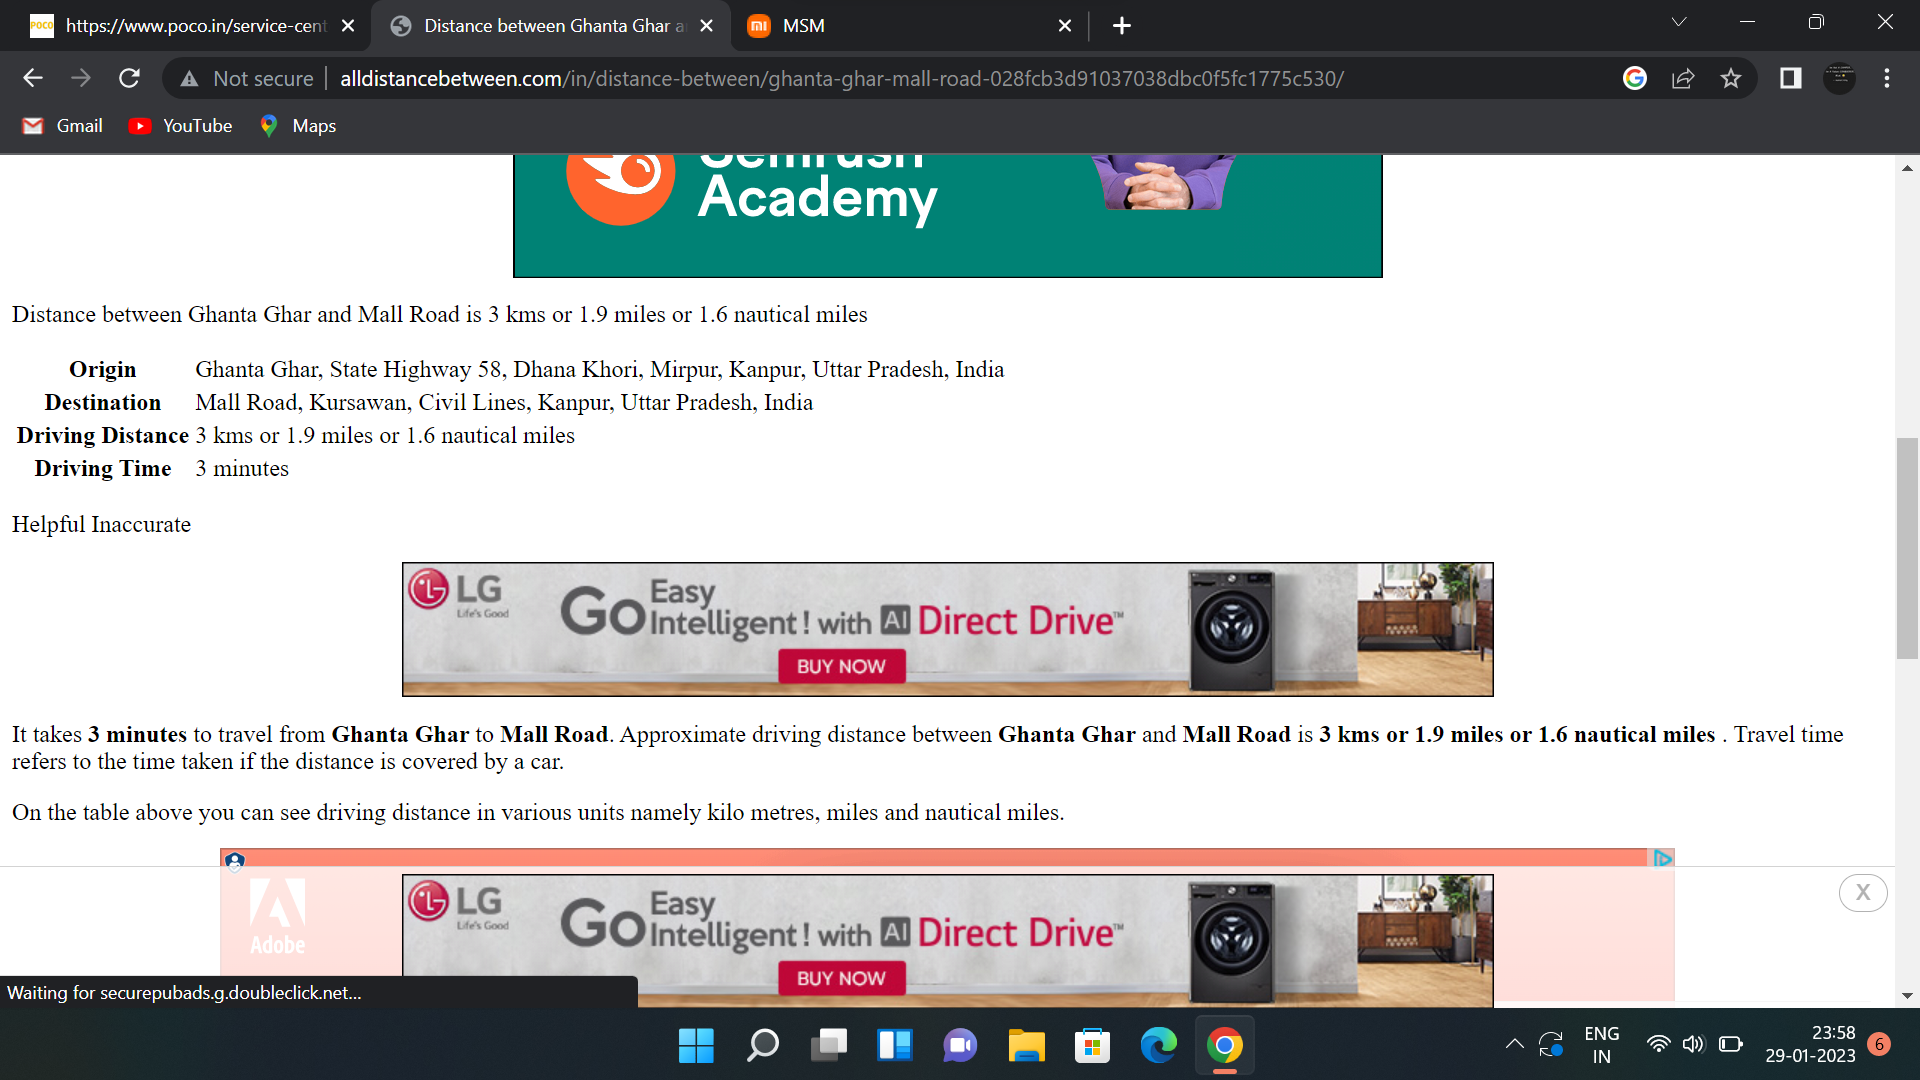 https://www.poco.in/service-cent
Distance between Ghanta Ghar a
MSM
Not secure
alldistancebetween.com/in/distance-between/ghanta-ghar-mall-road-028fcb3d91037038dbc0f5fc1775c530/
Gmail
YouTube
Maps
Semrush
Academy
Distance between Ghanta Ghar and Mall Road is 3 kms or 1.9 miles or 1.6 nautical miles
Origin Ghanta Ghar, State Highway 58, Dhana Khori, Mirpur, Kanpur, Uttar Pradesh, India
Destination Mall Road, Kursawan, Civil Lines, Kanpur, Uttar Pradesh, India
Driving Distance 3 kms or 1.9 miles or 1.6 nautical miles
Driving Time 3 minutes
Helpful Inaccurate
LG
Life's Good
Go Easy
Intelligent! with AI Direct Drive™
BUY NOW
It takes 3 minutes to travel from Ghanta Ghar to Mall Road. Approximate driving distance between Ghanta Ghar and Mall Road is 3 kms or 1.9 miles or 1.6 nautical miles . Travel time
refers to the time taken if the distance is covered by a car.
On the table above you can see driving distance in various units namely kilo metres, miles and nautical miles.
Adobe
LG
Life's Good
Go Easy
Intelligent! with AI Direct Drive™
BUY NOW
X
Waiting for securepubads.g.doubleclick.net...
ENG
IN
23:58
29-01-2023
6